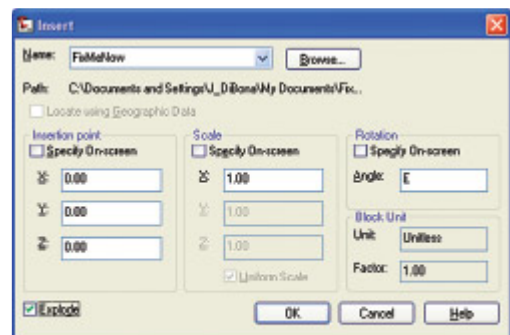 Insert
Name: FixMeNow Browse...
Path: C:\Documents and Settings\J_DiBona\My Documents\Fix...
Locate using Geographic Data
Insertion point
Specify On-screen
X: 0.00
Y: 0.00
Z: 0.00
Scale
Specify On-screen
X: 1.00
Y: 1.00
Z: 1.00
Uniform Scale
Rotation
Specify On-screen
Angle:
Block Unit
Unit: Unitless
Factor: 1.00
Explode
OK Cancel Help